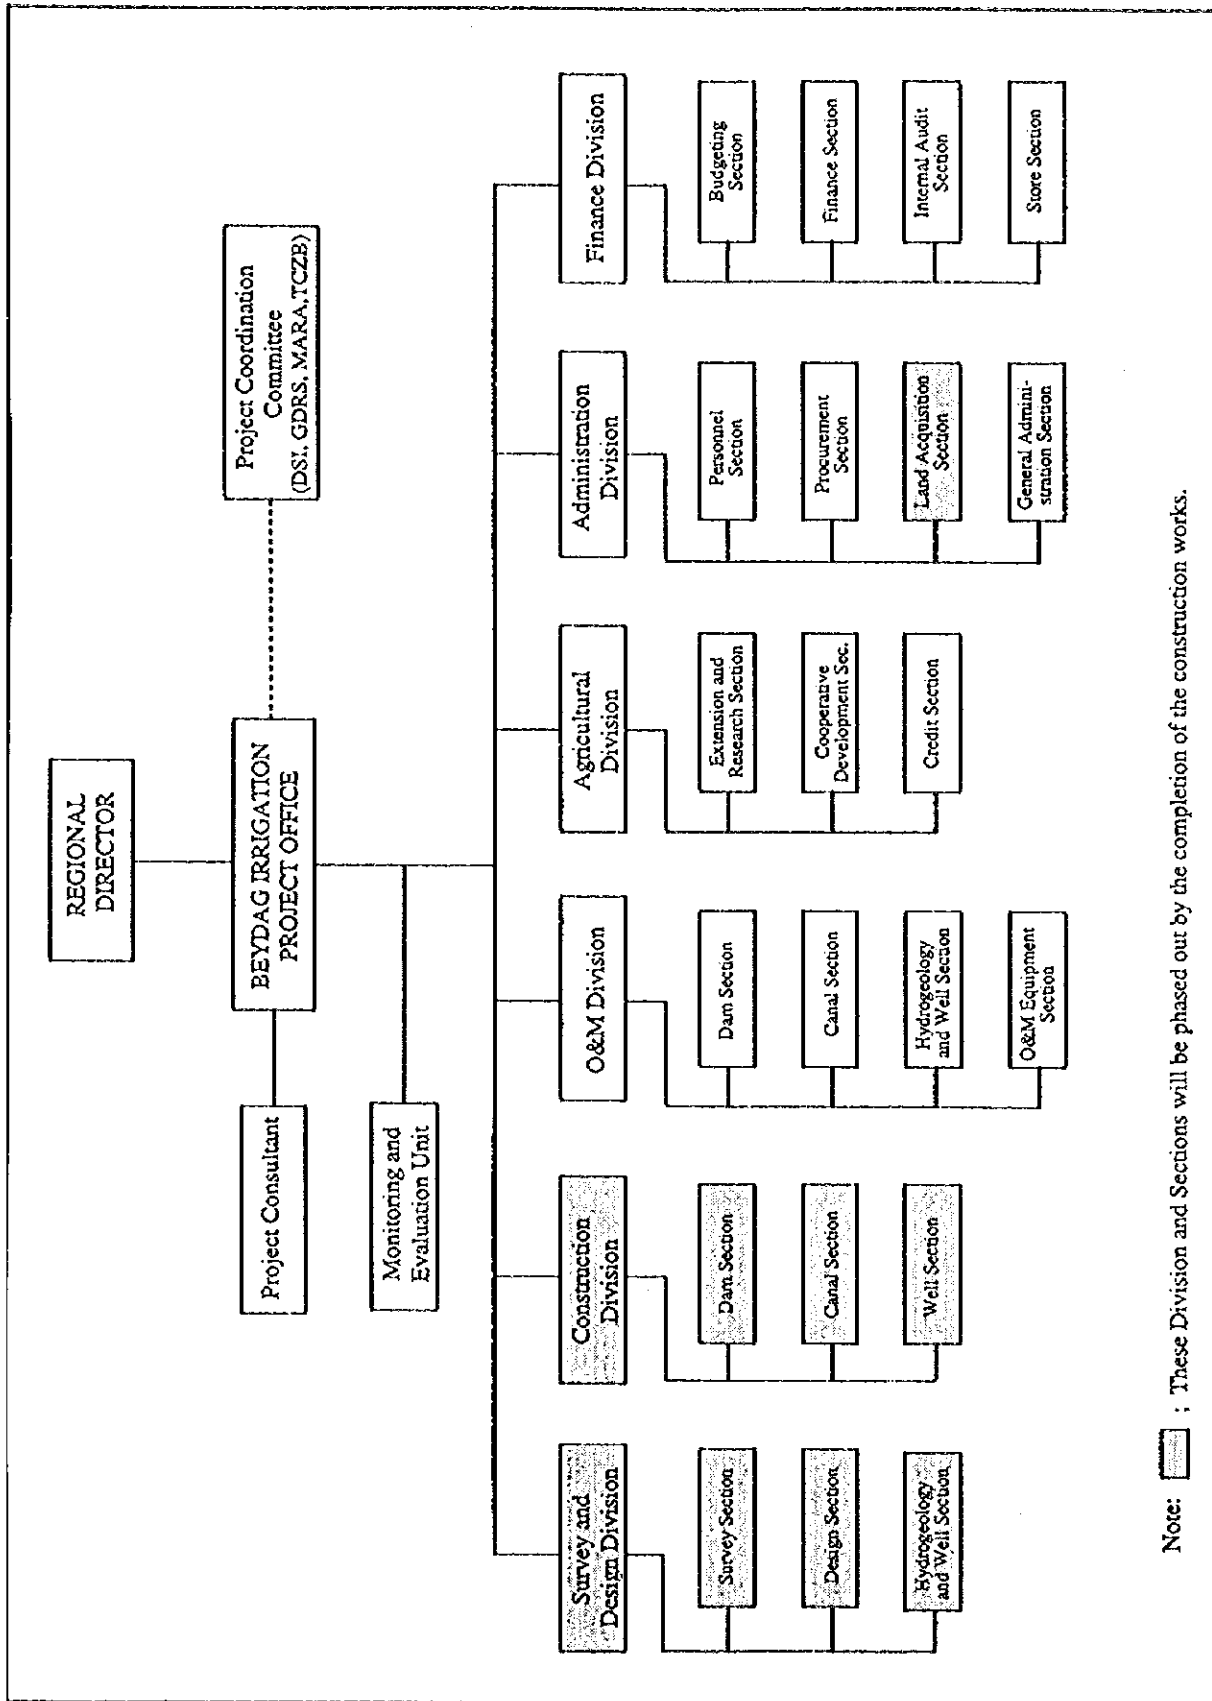 REGIONAL
DIRECTOR
BEYDAG IRRIGATION
PROJECT OFFICE
Project Coordination
Committee
(DSI, GDRS, MARA,TCZB)
Project Consultant
Monitoring and
Evaluation Unit
Survey and
Design Division
Survey Section
Design Section
Hydrogeology
and Well Section
Construction
Division
Dam Section
Canal Section
Well Section
O&M Division
Dam Section
Canal Section
Hydrogeology
and Well Section
O&M Equipment
Section
Agricultural
Division
Extension and
Research Section
Cooperative
Development Sec.
Credit Section
Administration
Division
Personnel
Section
Procurement
Section
Land Acquisition
Section
General Admini-
stration Section
Finance Division
Budgeting
Section
Finance Section
Internal Audit
Section
Store Section
Note: ; These Division and Sections will be phased out by the completion of the construction works.